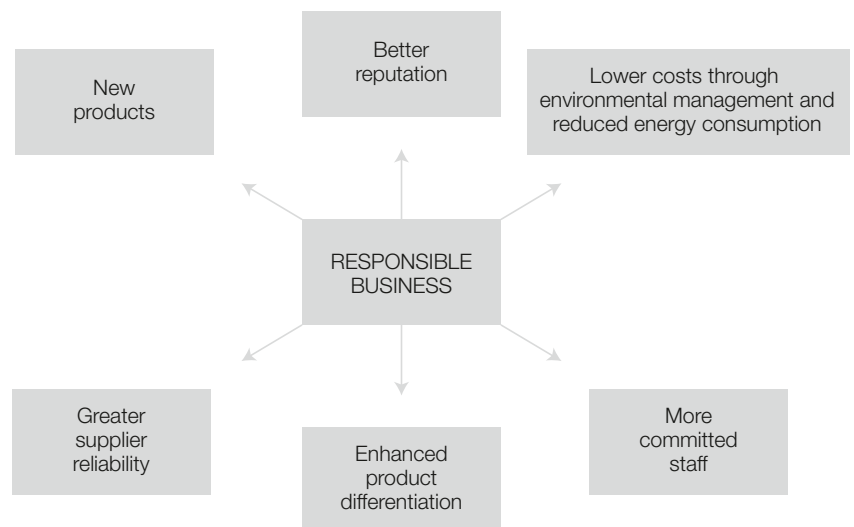 New
products
Better
reputation
Lower costs through
environmental management and
reduced energy consumption
RESPONSIBLE
BUSINESS
Greater
supplier
reliability
Enhanced
product
differentiation
More
committed
staff